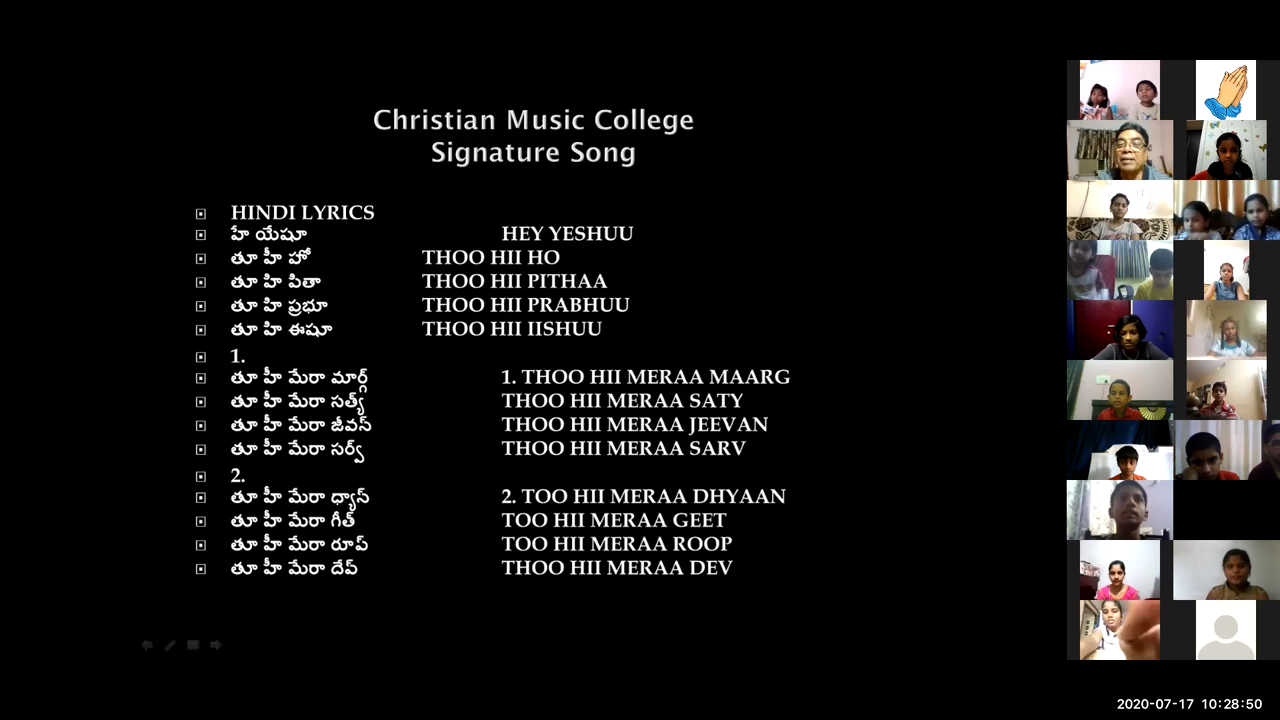 Christian Music College
Signature Song
HINDI LYRICS
హే యేషూ HEY YESHUU
తూ హీ హో THOO HII HO
తూ హి పితా THOO HII PITHAA
తూ హి ప్రభూ THOO HII PRABHUU
తూ హి ఈషూ THOO HII IISHUU
1.
తూ హీ మేరా మార్గ్ 1. THOO HII MERAA MAARG
తూ హీ మేరా సత్య్ THOO HII MERAA SATY
తూ హీ మేరా జీవన్ THOO HII MERAA JEEVAN
తూ హీ మేరా సర్వ్ THOO HII MERAA SARV
2.
తూ హీ మేరా ధ్యాన్ 2. TOO HII MERAA DHYAAN
తూ హీ మేరా గీత్ TOO HII MERAA GEET
తూ హీ మేరా రూప్ TOO HII MERAA ROOP
తూ హీ మేరా దేవ్ THOO HII MERAA DEV
2020-07-17 10:28:50